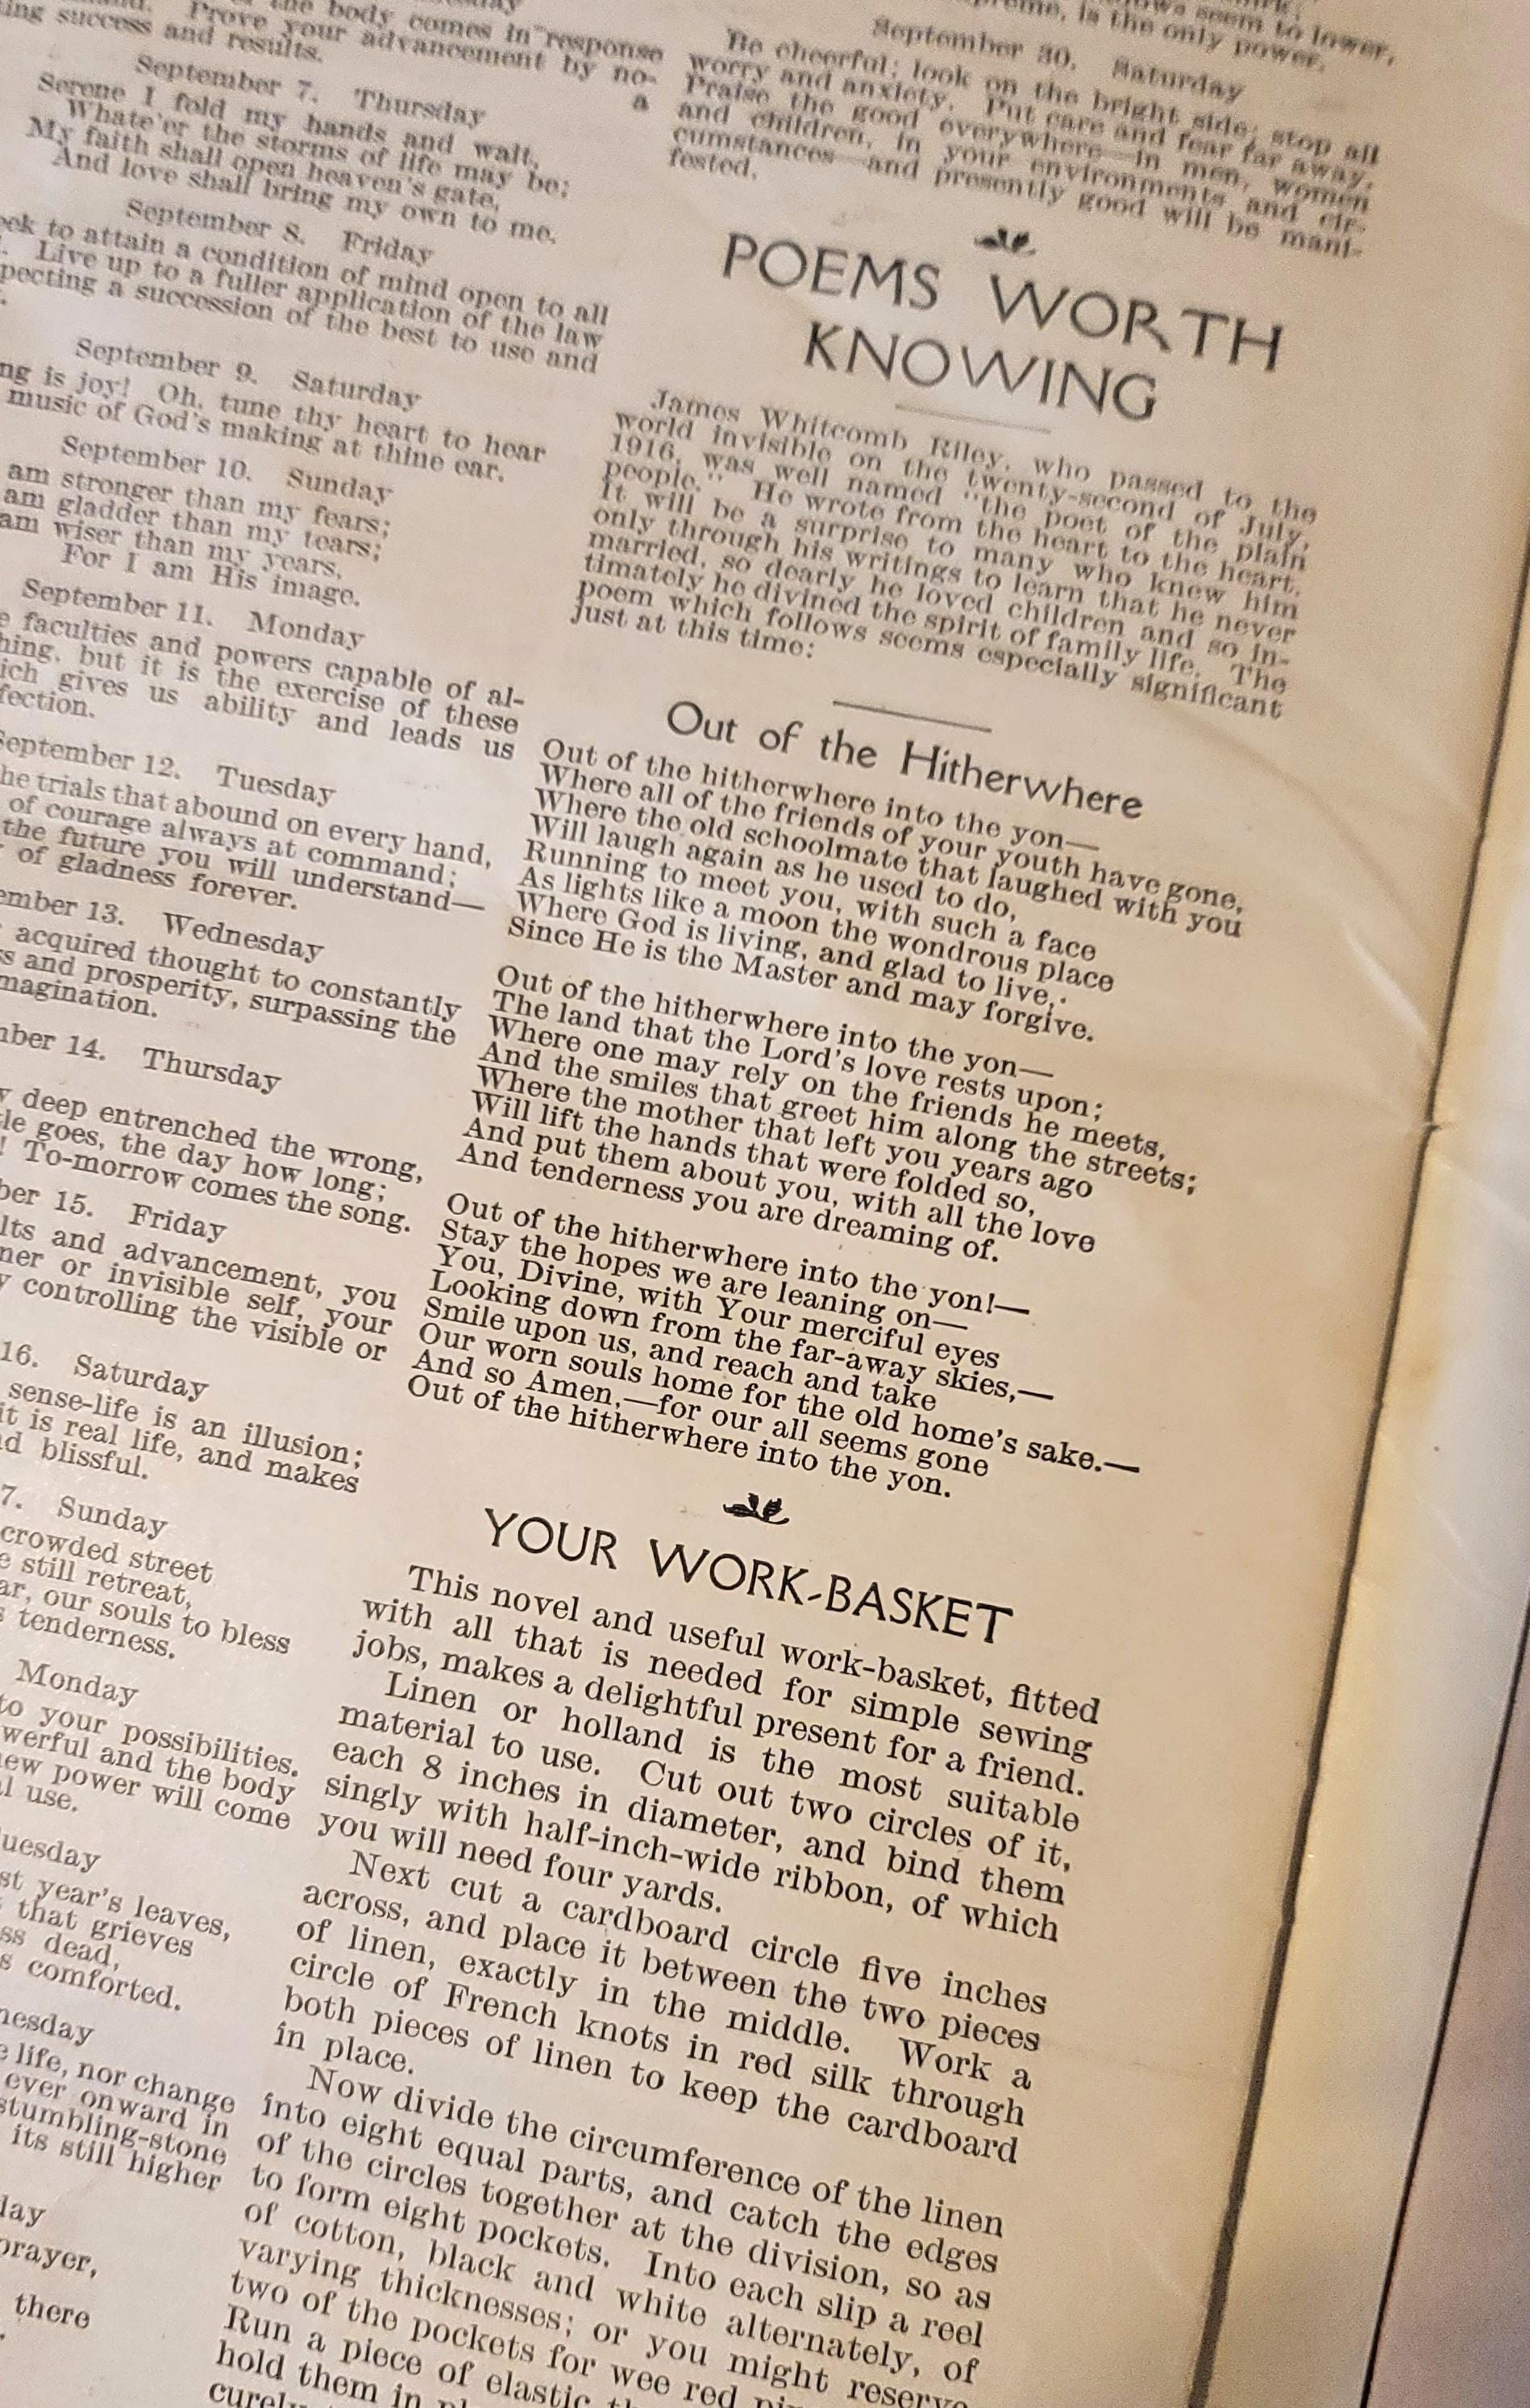 the body comes in response
ing success and results. Prove your advancement by no-
a
September 7. Thursday
Serene I fold my hands and wait,
Whate'er the storms of life may be;
My faith shall open heaven's gate,
And love shall bring my own to me.
September 8. Friday
ek to attain a condition of mind open to all
Live up to a fuller application of the law
pecting a succession of the best to use and
September 9. Saturday
ng is joy! Oh, tune thy heart to hear
music of God's making at thine ear.
September 10. Sunday
am stronger than my fears;
am gladder than my tears;
am wiser than my years,
For I am His image.
September 11. Monday
e faculties and powers capable of al-
hing, but it is the exercise of these
ich gives us ability and leads us
fection.
September 12. Tuesday
he trials that abound on every hand,
of courage always at command;
the future you will understand—
of gladness forever.
ember 13. Wednesday
acquired thought to constantly
s and prosperity, surpassing the
magination.
mber 14. Thursday
y deep entrenched the wrong,
tle goes, the day how long;
! To-morrow comes the song.
ber 15. Friday
lts and advancement, you
ner or invisible self, your
y controlling the visible or
16. Saturday
sense-life is an illusion;
it is real life, and makes
d blissful.
7. Sunday
crowded street
e still retreat,
ar, our souls to bless
s tenderness.
Monday
to your possibilities.
werful and the body
new power will come
l use.
uesday
st year's leaves,
that grieves
ss dead,
s comforted.
nesday
e life, nor change
ever onward in
stumbling-stone
its still higher
day
prayer,
there
ows seem to lower,
preme, is the only power.
September 30. Saturday
Be cheerful; look on the bright side; stop all
worry and anxiety. Put care and fear far away.
Praise the good everywhere—in men, women
and children, in your environments and cir-
cumstances—and presently good will be mani-
fested.
POEMS WORTH
KNOWING
James Whitcomb Riley, who passed to the
world invisible on the twenty-second of July,
1916, was well named "the poet of the plain
people." He wrote from the heart to the heart.
It will be a surprise to many who knew him
only through his writings to learn that he never
married, so dearly he loved children and so in-
timately he divined the spirit of family life. The
poem which follows seems especially significant
just at this time:
Out of the Hitherwhere
Out of the hitherwhere into the yon—
Where all of the friends of your youth have gone,
Where the old schoolmate that laughed with you
Will laugh again as he used to do,
Running to meet you, with such a face
As lights like a moon the wondrous place
Where God is living, and glad to live,
Since He is the Master and may forgive.
Out of the hitherwhere into the yon—
The land that the Lord's love rests upon;
Where one may rely on the friends he meets,
And the smiles that greet him along the streets;
Where the mother that left you years ago
Will lift the hands that were folded so,
And put them about you, with all the love
And tenderness you are dreaming of.
Out of the hitherwhere into the yon!—
Stay the hopes we are leaning on—
You, Divine, with Your merciful eyes
Looking down from the far-away skies,—
Smile upon us, and reach and take
Our worn souls home for the old home's sake.—
And so Amen,—for our all seems gone
Out of the hitherwhere into the yon.
YOUR WORK-BASKET
This novel and useful work-basket, fitted
with all that is needed for simple sewing
jobs, makes a delightful present for a friend.
Linen or holland is the most suitable
material to use. Cut out two circles of it,
each 8 inches in diameter, and bind them
singly with half-inch-wide ribbon, of which
you will need four yards.
Next cut a cardboard circle five inches
across, and place it between the two pieces
of linen, exactly in the middle. Work a
circle of French knots in red silk through
both pieces of linen to keep the cardboard
in place.
Now divide the circumference of the linen
into eight equal parts, and catch the edges
of the circles together at the division, so as
to form eight pockets. Into each slip a reel
of cotton, black and white alternately, of
varying thicknesses; or you might reserve
two of the pockets for wee red
Run a piece of elastic
hold them in